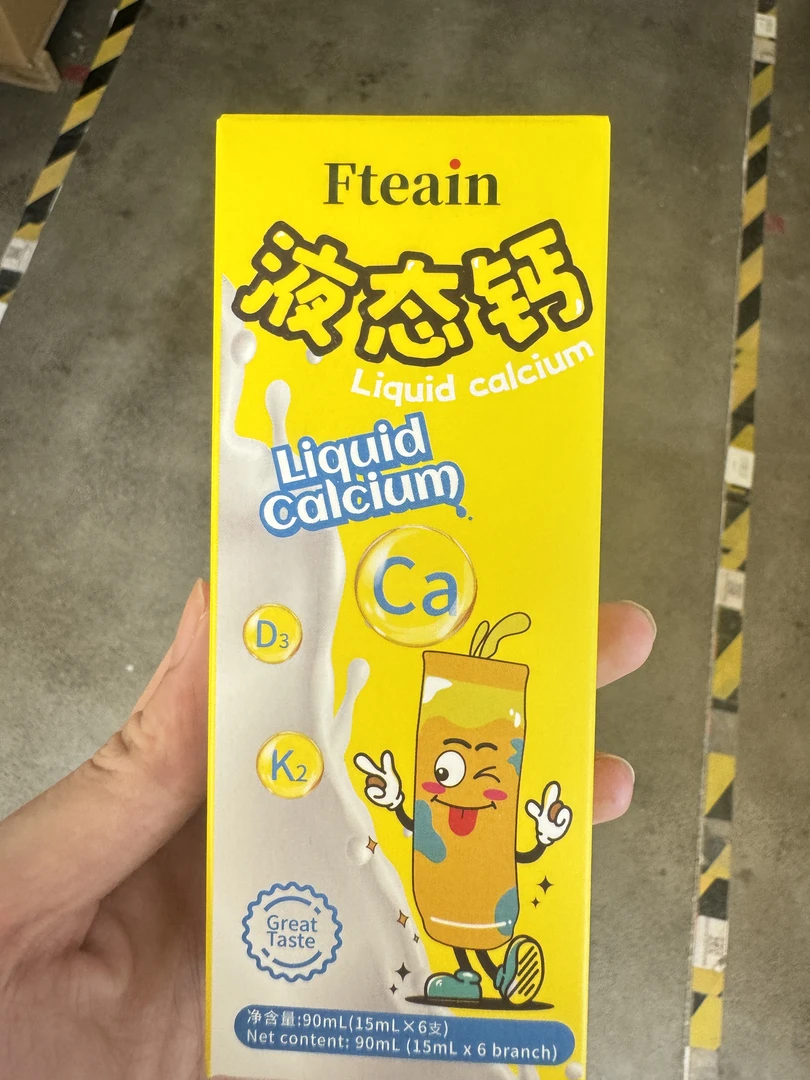 Fteain
液态钙
Liquid calcium
Liquid
Calcium
Ca
D3
K2
Great
Taste
净含量:90mL(15mL×6支)
Net content: 90mL (15mL x 6 branch)